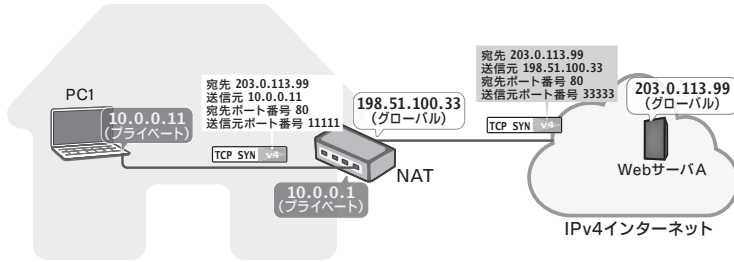 PC1
10.0.0.11
(プライベート)
宛先 203.0.113.99
送信元 10.0.0.11
宛先ポート番号 80
送信元ポート番号 11111
TCP SYN v4
198.51.100.33
(グローバル)
NAT
10.0.0.1
(プライベート)
宛先 203.0.113.99
送信元 198.51.100.33
宛先ポート番号 80
送信元ポート番号 33333
TCP SYN v4
203.0.113.99
(グローバル)
WebサーバA
IPv4インターネット